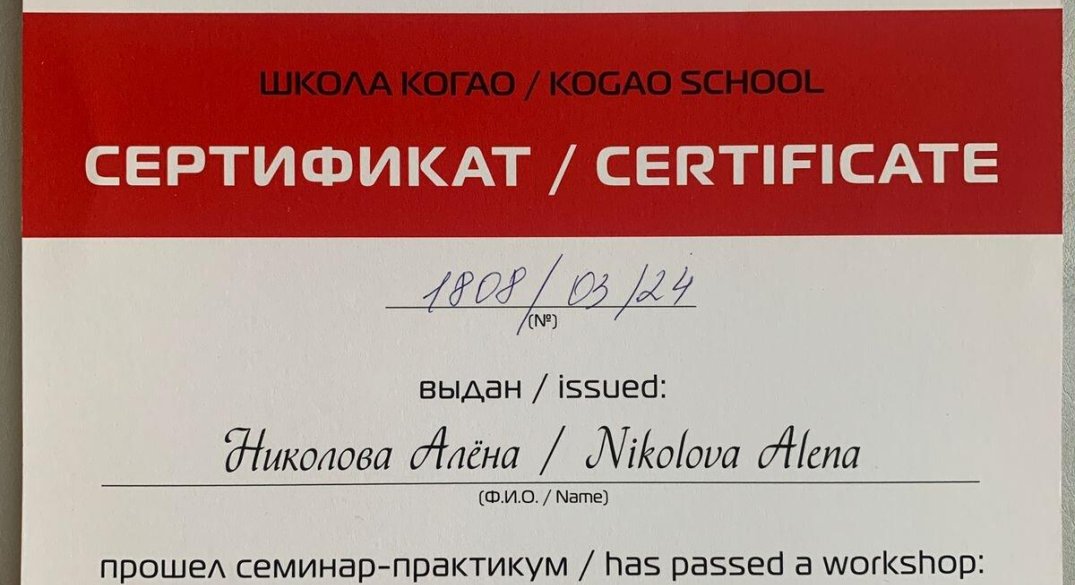 ШКОЛА КОГАО / KOGAO SCHOOL
СЕРТИФИКАТ / CERTIFICATE
1808/03/24
(№)
выдан / issued:
Николова Алёна / Nikolova Alena
(Ф.И.О. / Name)
прошел семинар-практикум / has passed a workshop: